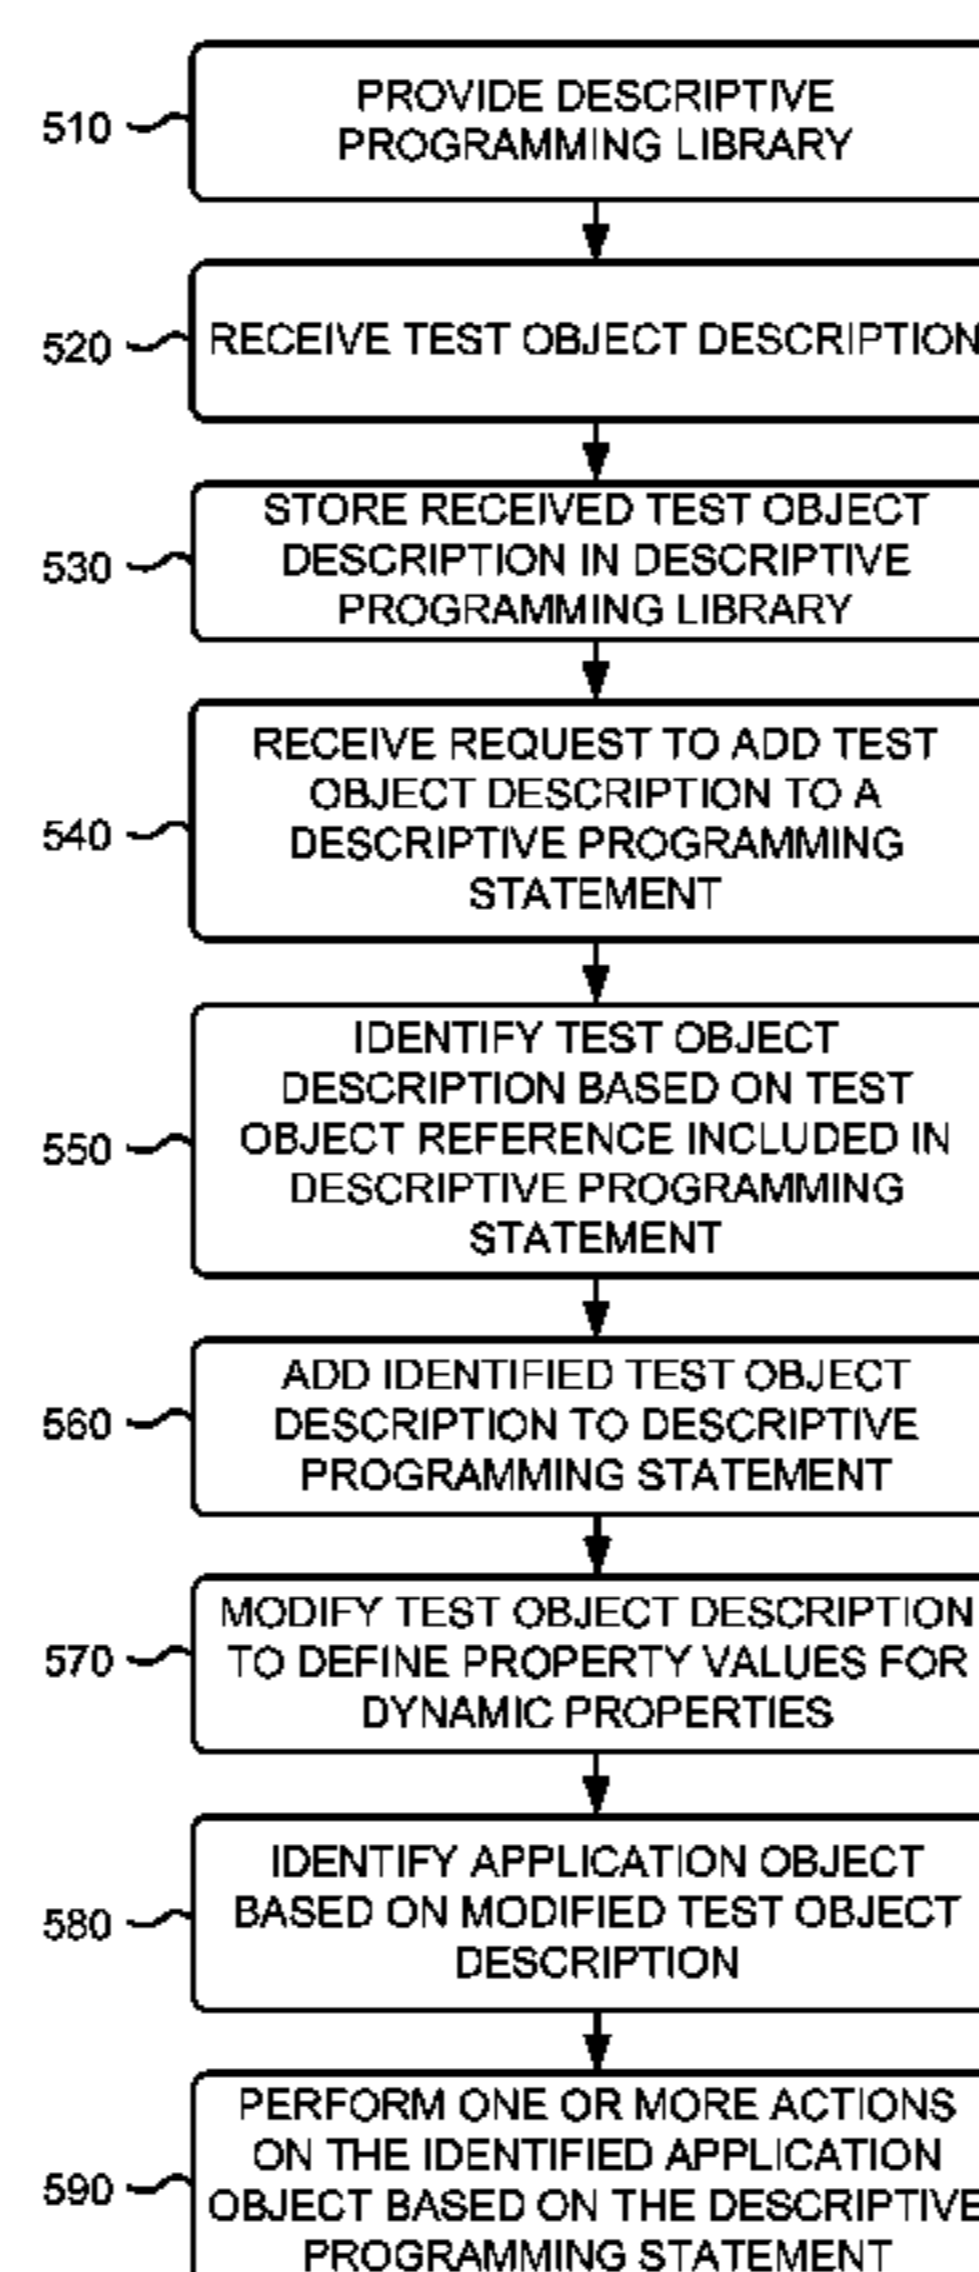 510
PROVIDE DESCRIPTIVE
PROGRAMMING LIBRARY
520
RECEIVE TEST OBJECT DESCRIPTION
530
STORE RECEIVED TEST OBJECT
DESCRIPTION IN DESCRIPTIVE
PROGRAMMING LIBRARY
540
RECEIVE REQUEST TO ADD TEST
OBJECT DESCRIPTION TO A
DESCRIPTIVE PROGRAMMING
STATEMENT
550
IDENTIFY TEST OBJECT
DESCRIPTION BASED ON TEST
OBJECT REFERENCE INCLUDED IN
DESCRIPTIVE PROGRAMMING
STATEMENT
560
ADD IDENTIFIED TEST OBJECT
DESCRIPTION TO DESCRIPTIVE
PROGRAMMING STATEMENT
570
MODIFY TEST OBJECT DESCRIPTION
TO DEFINE PROPERTY VALUES FOR
DYNAMIC PROPERTIES
580
IDENTIFY APPLICATION OBJECT
BASED ON MODIFIED TEST OBJECT
DESCRIPTION
590
PERFORM ONE OR MORE ACTIONS
ON THE IDENTIFIED APPLICATION
OBJECT BASED ON THE DESCRIPTIVE
PROGRAMMING STATEMENT